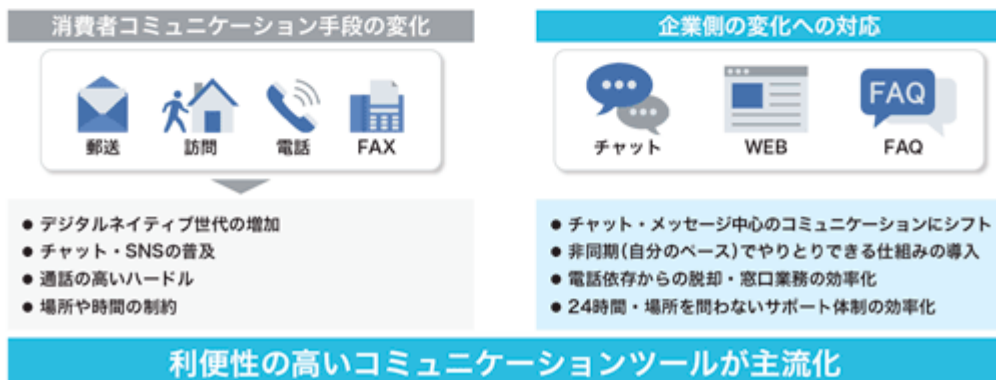 消費者コミュニケーション手段の変化
郵送
訪問
電話
FAX
● デジタルネイティブ世代の増加
● チャット・SNSの普及
● 通話の高いハードル
● 場所や時間の制約
企業側の変化への対応
チャット
WEB
FAQ
FAQ
● チャット・メッセージ中心のコミュニケーションにシフト
● 非同期(自分のペース)でやりとりできる仕組みの導入
● 電話依存からの脱却・窓口業務の効率化
● 24時間・場所を問わないサポート体制の効率化
利便性の高いコミュニケーションツールが主流化